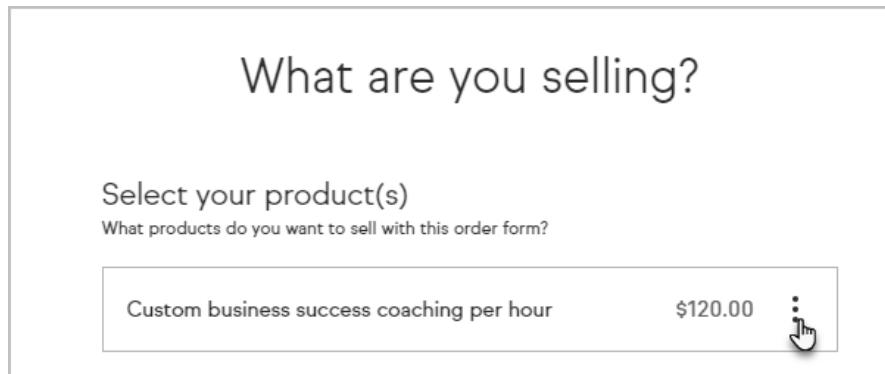 What are you selling?
Select your product(s)
What products do you want to sell with this order form?
Custom business success coaching per hour $120.00